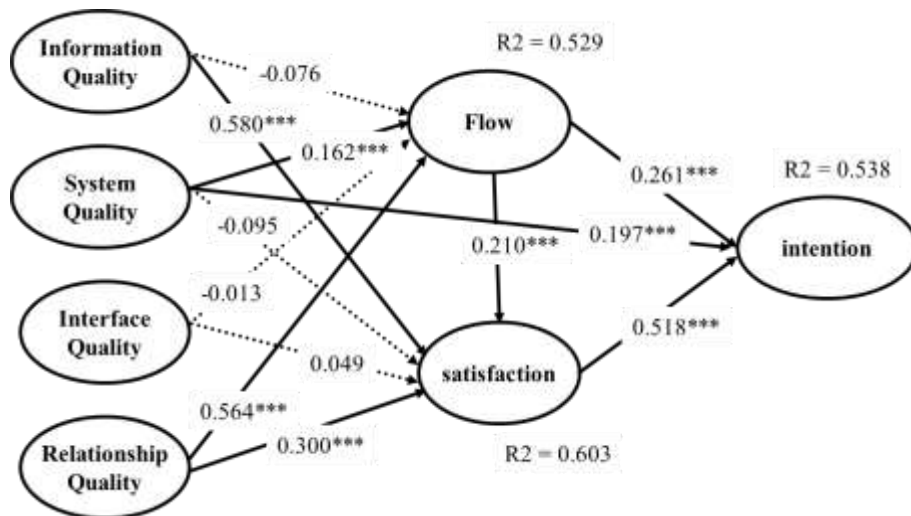 R2 = 0.529
Information
Quality
-0.076
Flow
0.580***
0.162***
0.261***
R2 = 0.538
System
Quality
-0.095
0.210***
0.197***
intention
-0.013
Interface
Quality
0.049
0.518***
satisfaction
0.564***
0.300***
R2 = 0.603
Relationship
Quality